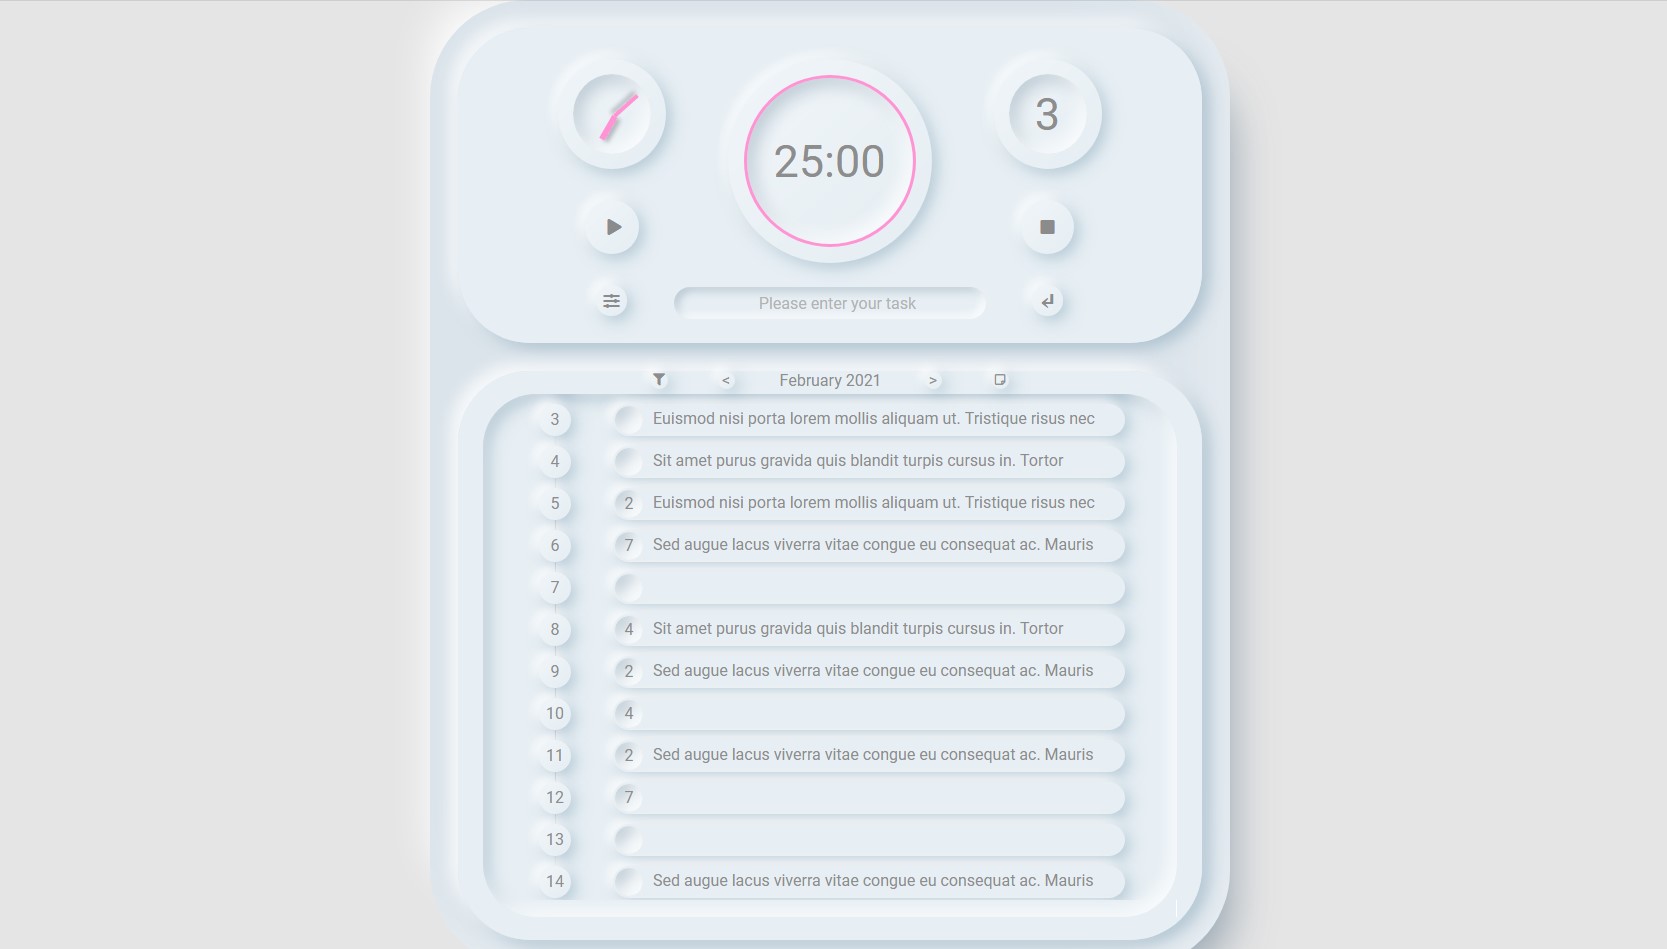 3
25:00
Please enter your task
< February 2021 >
3 Euismod nisi porta lorem mollis aliquam ut. Tristique risus nec
4 Sit amet purus gravida quis blandit turpis cursus in. Tortor
5 2 Euismod nisi porta lorem mollis aliquam ut. Tristique risus nec
6 7 Sed augue lacus viverra vitae congue eu consequat ac. Mauris
7
8 4 Sit amet purus gravida quis blandit turpis cursus in. Tortor
9 2 Sed augue lacus viverra vitae congue eu consequat ac. Mauris
10 4
11 2 Sed augue lacus viverra vitae congue eu consequat ac. Mauris
12 7
13
14 Sed augue lacus viverra vitae congue eu consequat ac. Mauris